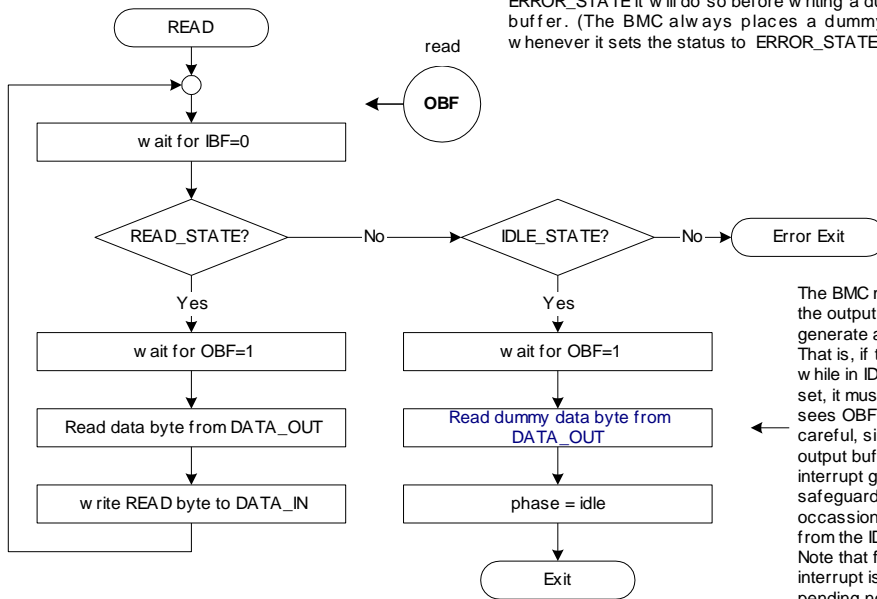 ERROR_STATE it will do so before writing a du
buffer. (The BMC always places a dummy
whenever it sets the status to ERROR_STATE
READ
read
OBF
wait for IBF=0
READ_STATE?
No
IDLE_STATE?
No
Error Exit
Yes
Yes
wait for OBF=1
wait for OBF=1
Read data byte from DATA_OUT
Read dummy data byte from
DATA_OUT
write READ byte to DATA_IN
phase = idle
Exit
The BMC
the output
generate a
That is, if t
while in ID
set, it mus
sees OBF
careful, si
output buf
interrupt g
safeguard
occassion
from the ID
Note that f
interrupt is
pending n